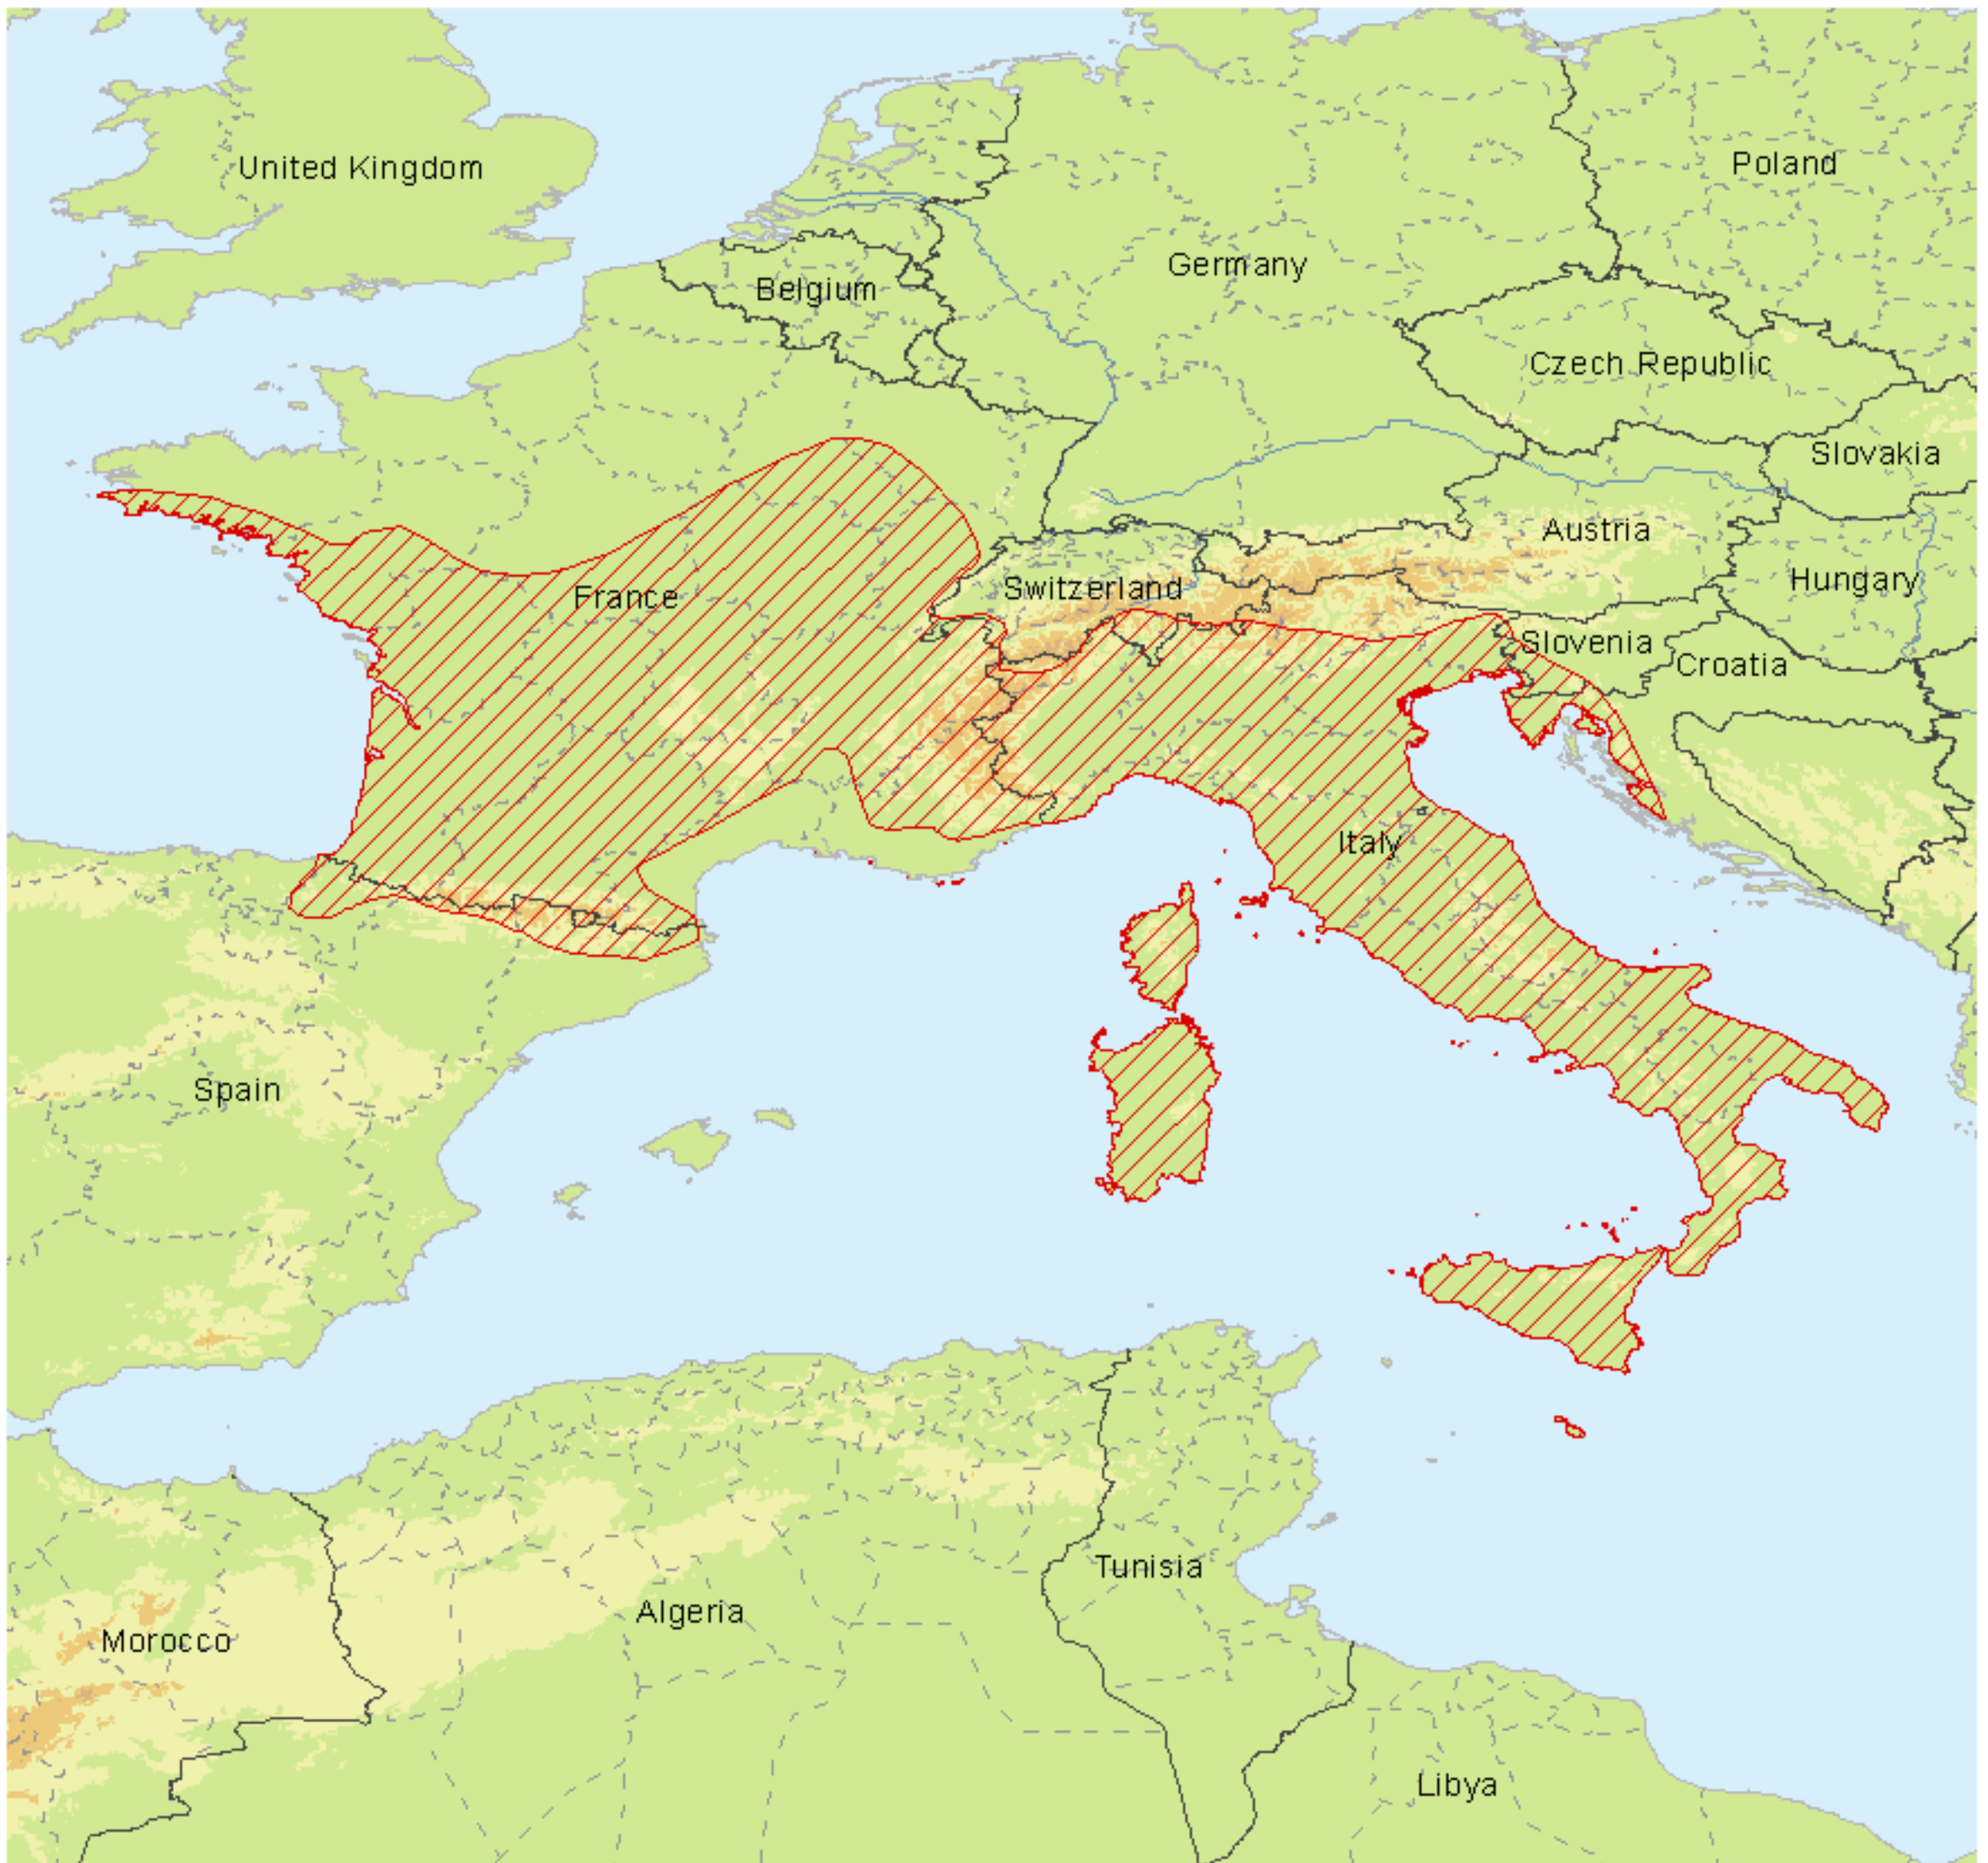 United Kingdom
Poland
Germany
Belgium
Czech Republic
Slovakia
Austria
Hungary
Switzerland
France
Slovenia
Croatia
Italy
Spain
Tunisia
Algeria
Morocco
Libya